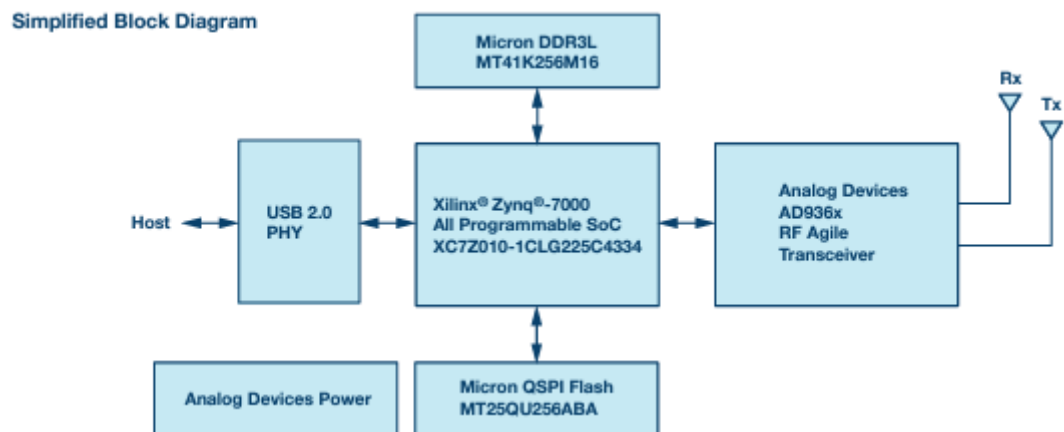 Simplified Block Diagram
Micron DDR3L
MT41K256M16
Rx
Tx
Host
USB 2.0
PHY
Xilinx® Zynq®-7000
All Programmable SoC
XC7Z010-1CLG225C4334
Analog Devices
AD936x
RF Agile
Transceiver
Analog Devices Power
Micron QSPI Flash
MT25QU256ABA